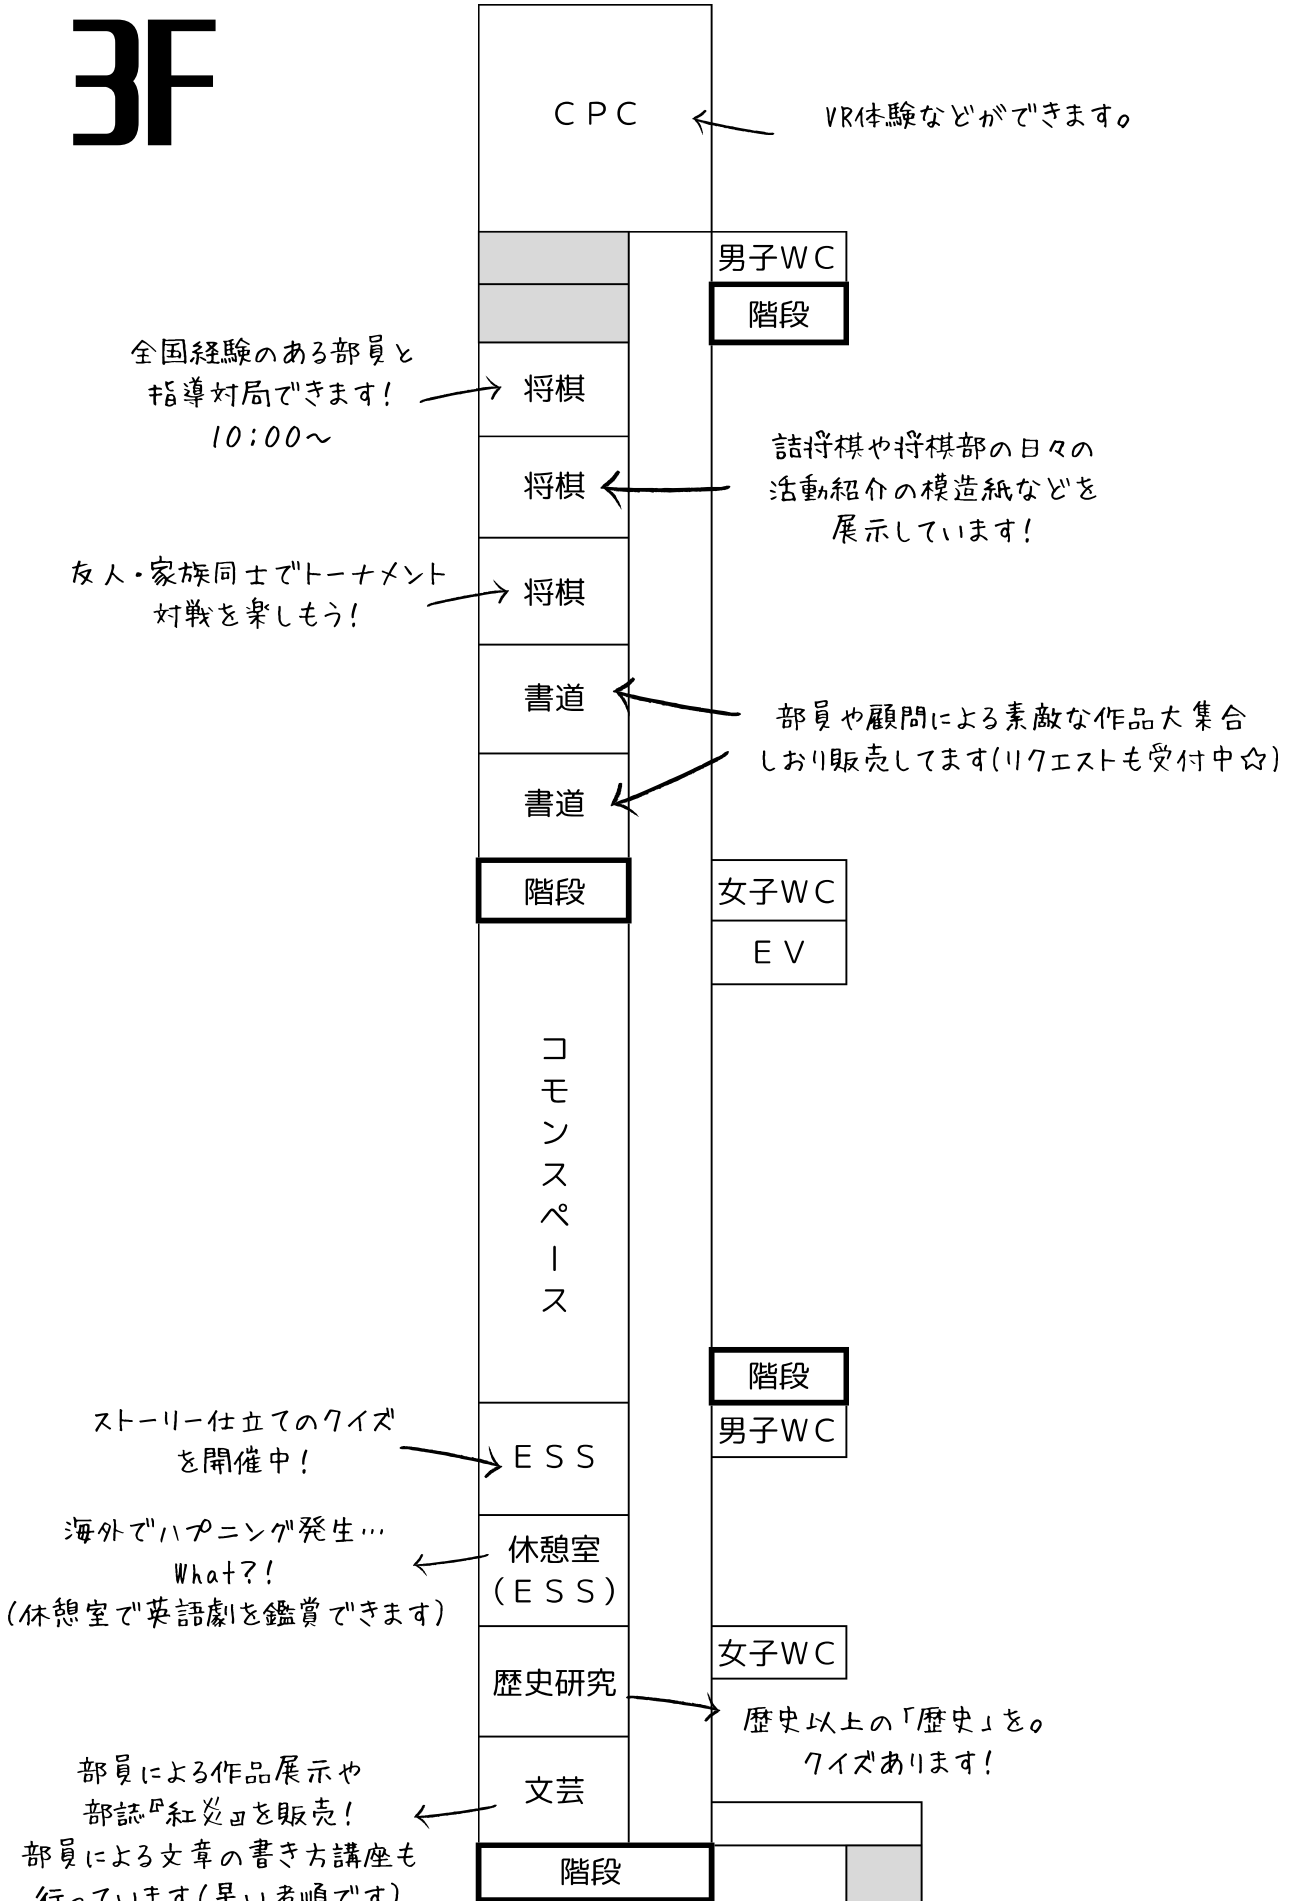 3F
CPC
VR体験などができます。
男子WC
階段
全国経験のある部員と
指導対局できます!
10:00～
将棋
将棋
詰将棋や将棋部の日々の
活動紹介の模造紙などを
展示しています!
友人・家族同士でトーナメント
対戦を楽しもう!
将棋
書道
部員や顧問による素敵な作品大集合
しおり販売してます(リクエストも受付中☆)
書道
階段
女子WC
EV
コモンスペース
階段
男子WC
ストーリー仕立てのクイズ
を開催中!
ESS
海外でハプニング発生…
What?!
(休憩室で英語劇を鑑賞できます)
休憩室
(ESS)
女子WC
歴史研究
歴史以上の「歴史」を。
クイズあります!
部員による作品展示や
部誌『紅炎』を販売!
部員による文章の書き方講座も
行っています(早い者順です)
文芸
階段